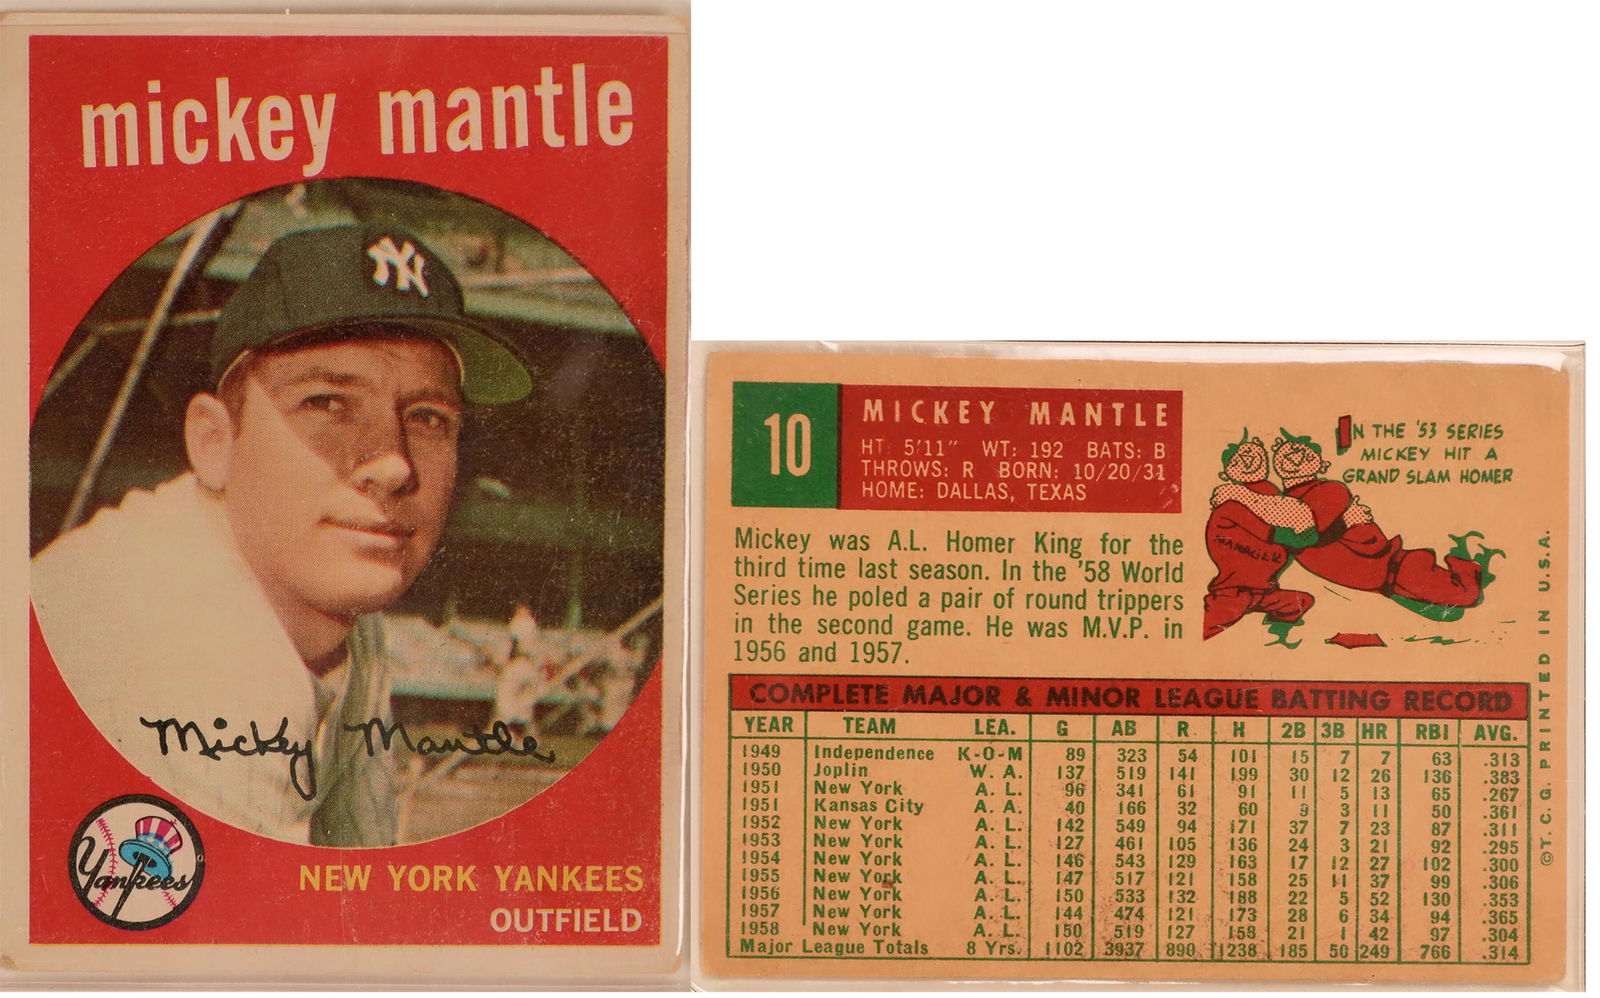 mickey mantle
NY
Mickey Mantle
Yankees
NEW YORK YANKEES
OUTFIELD
10
MICKEY MANTLE
HT: 5'11" WT: 192 BATS: B
THROWS: R BORN: 10/20/31
HOME: DALLAS, TEXAS
IN THE '53 SERIES
MICKEY HIT A
GRAND SLAM HOMER
MANAGER
Mickey was A.L. Homer King for the
third time last season. In the '58 World
Series he poled a pair of round trippers
in the second game. He was M.V.P. in
1956 and 1957.
COMPLETE MAJOR & MINOR LEAGUE BATTING RECORD
YEAR TEAM LEA. G AB R H 2B 3B HR RBI AVG.
1949 Independence K-O-M 89 323 54 101 15 7 7 63 .313
1950 Joplin W. A. 137 519 141 199 30 12 26 136 .383
1951 New York A. L. 96 341 61 91 11 5 13 65 .267
1951 Kansas City A. A. 40 166 32 60 9 3 11 50 .361
1952 New York A. L. 142 549 94 171 37 7 23 87 .311
1953 New York A. L. 127 461 105 136 24 3 21 92 .295
1954 New York A. L. 146 543 129 163 17 12 27 102 .300
1955 New York A. L. 147 517 121 158 25 11 37 99 .306
1956 New York A. L. 150 533 132 188 22 5 52 130 .353
1957 New York A. L. 144 474 121 173 28 6 34 94 .365
1958 New York A. L. 150 519 127 158 21 1 42 97 .304
Major League Totals 8 Yrs. 1102 3937 890 1238 185 50 249 766 .314
©T. C. G. PRINTED IN U.S.A.